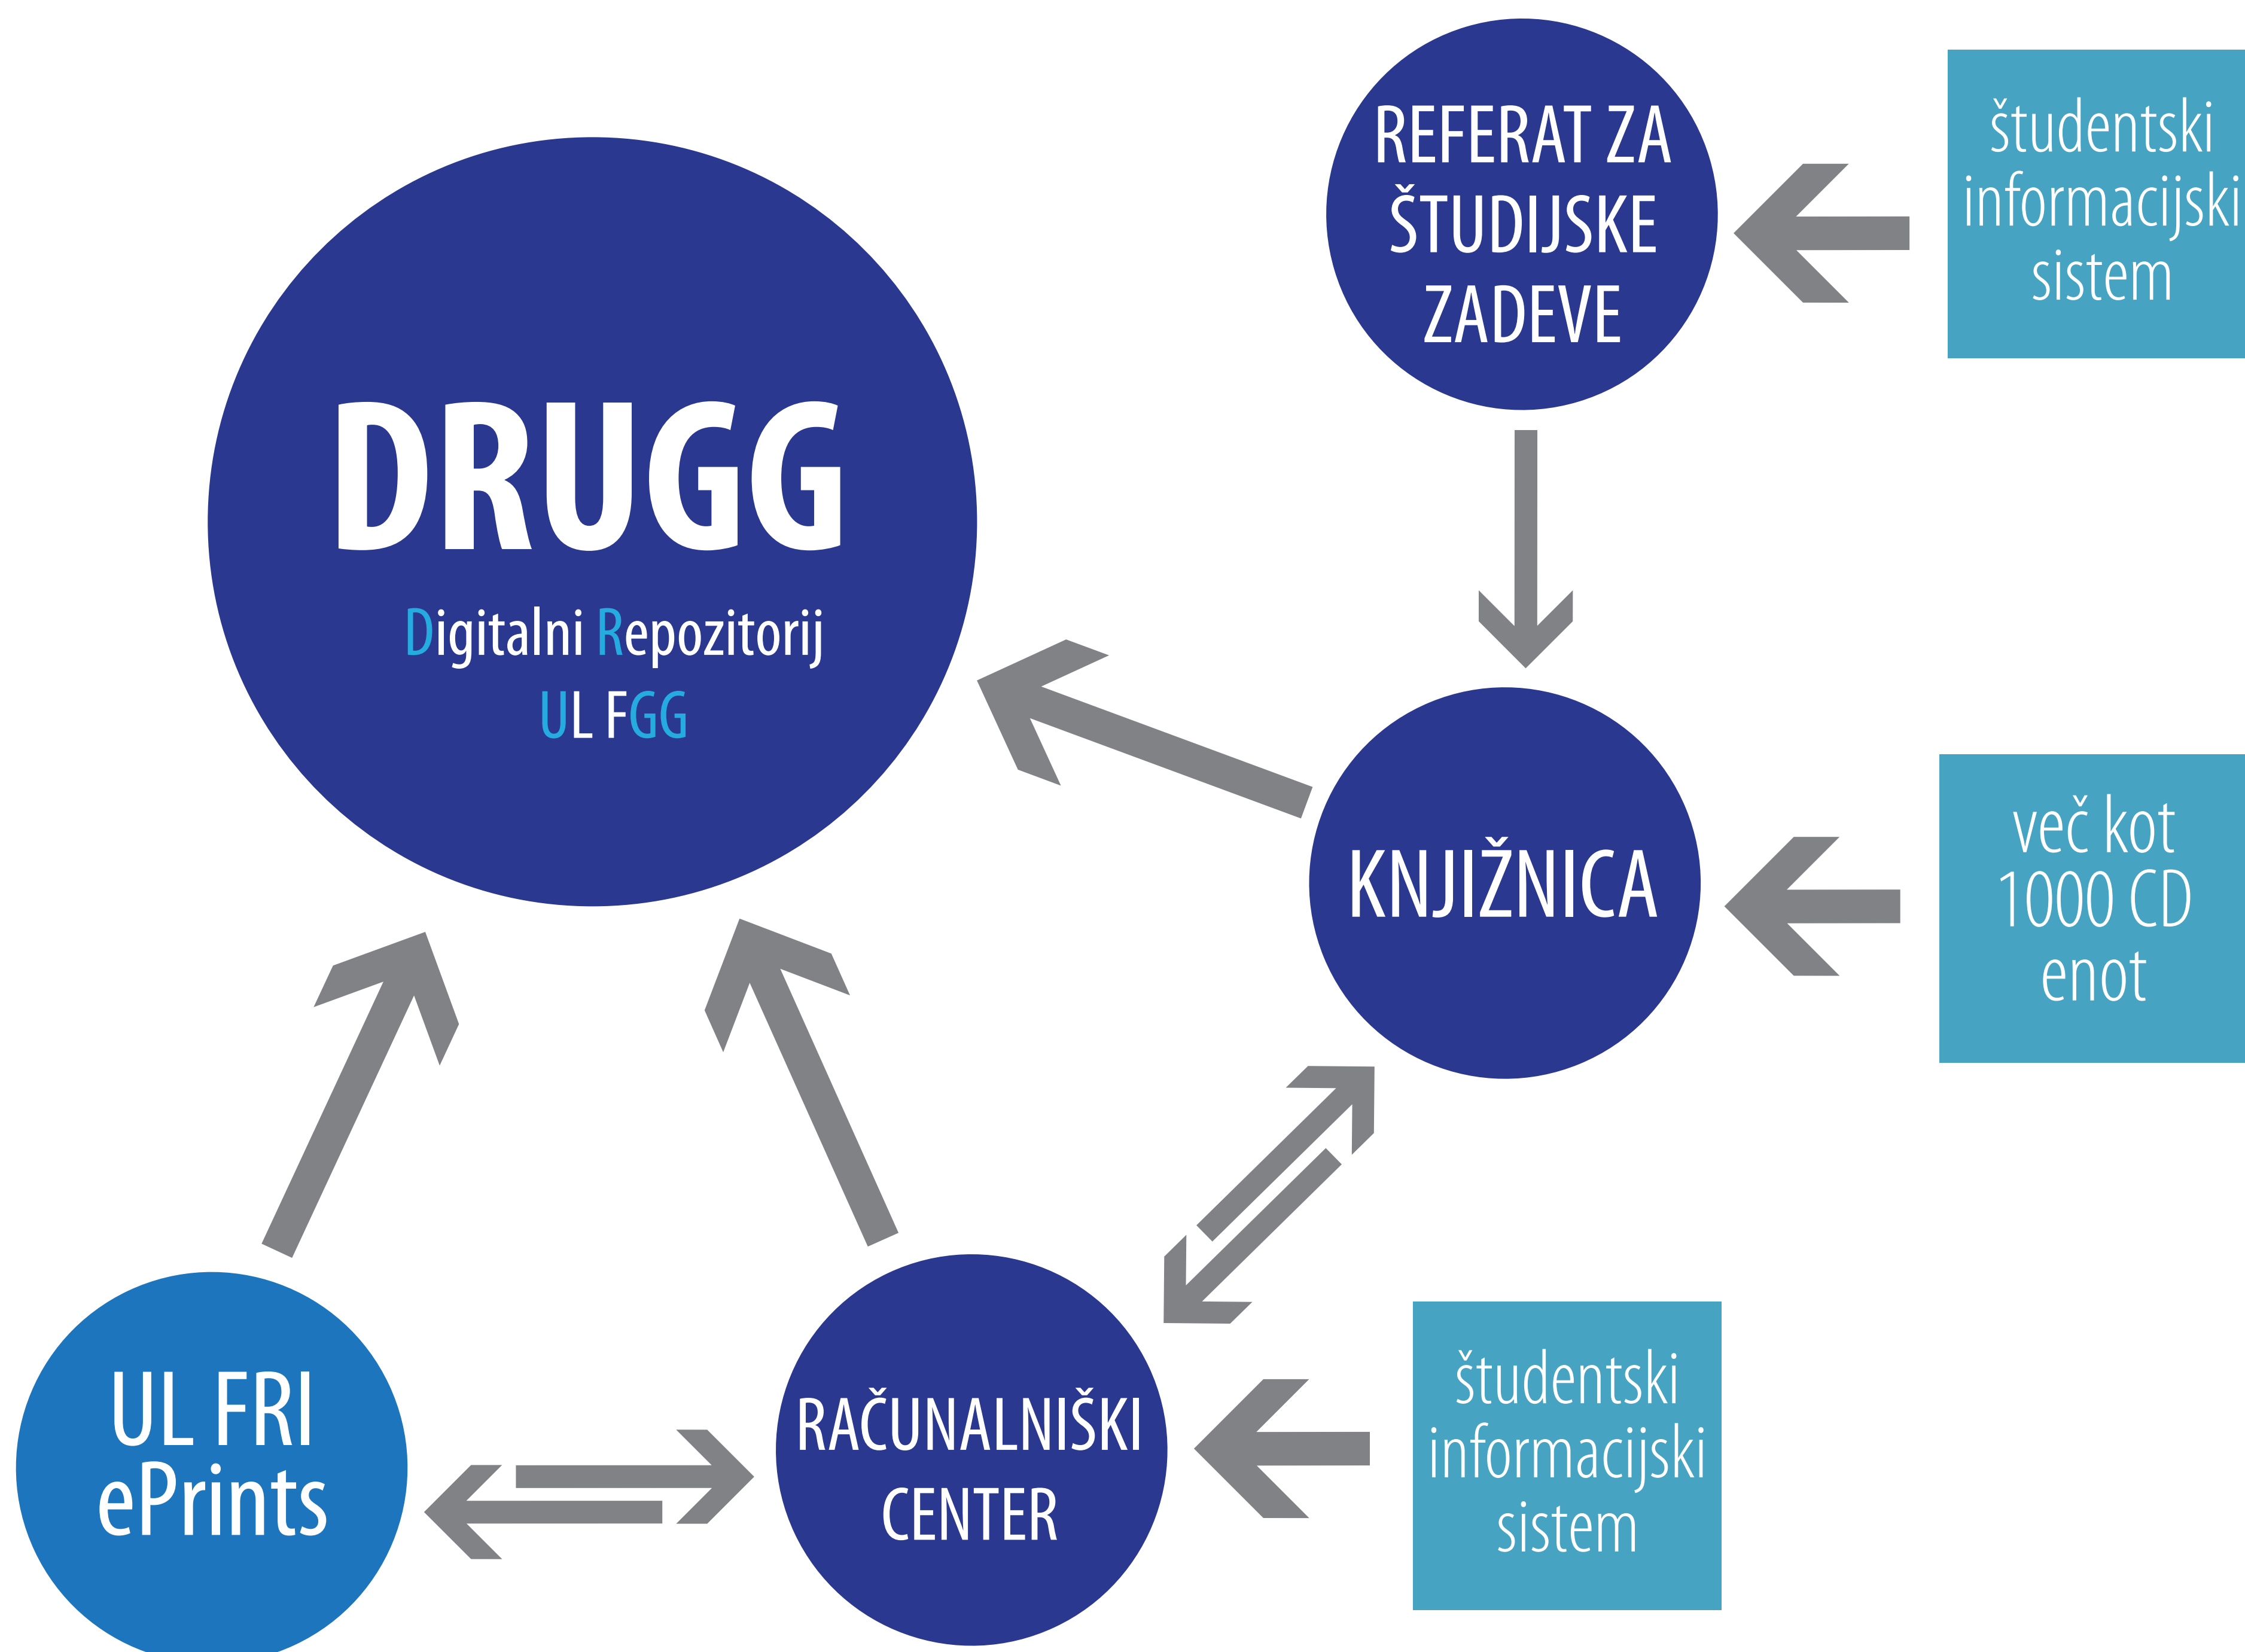 REFERAT ZA
ŠTUDIJSKE
ZADEVE
študentski
informacijski
sistem
DRUGG
Digitalni Repozitorij
UL FGG
KNJIŽNICA
več kot
1000 CD
enot
UL FRI
ePrints
RAČUNALNIŠKI
CENTER
študentski
informacijski
sistem